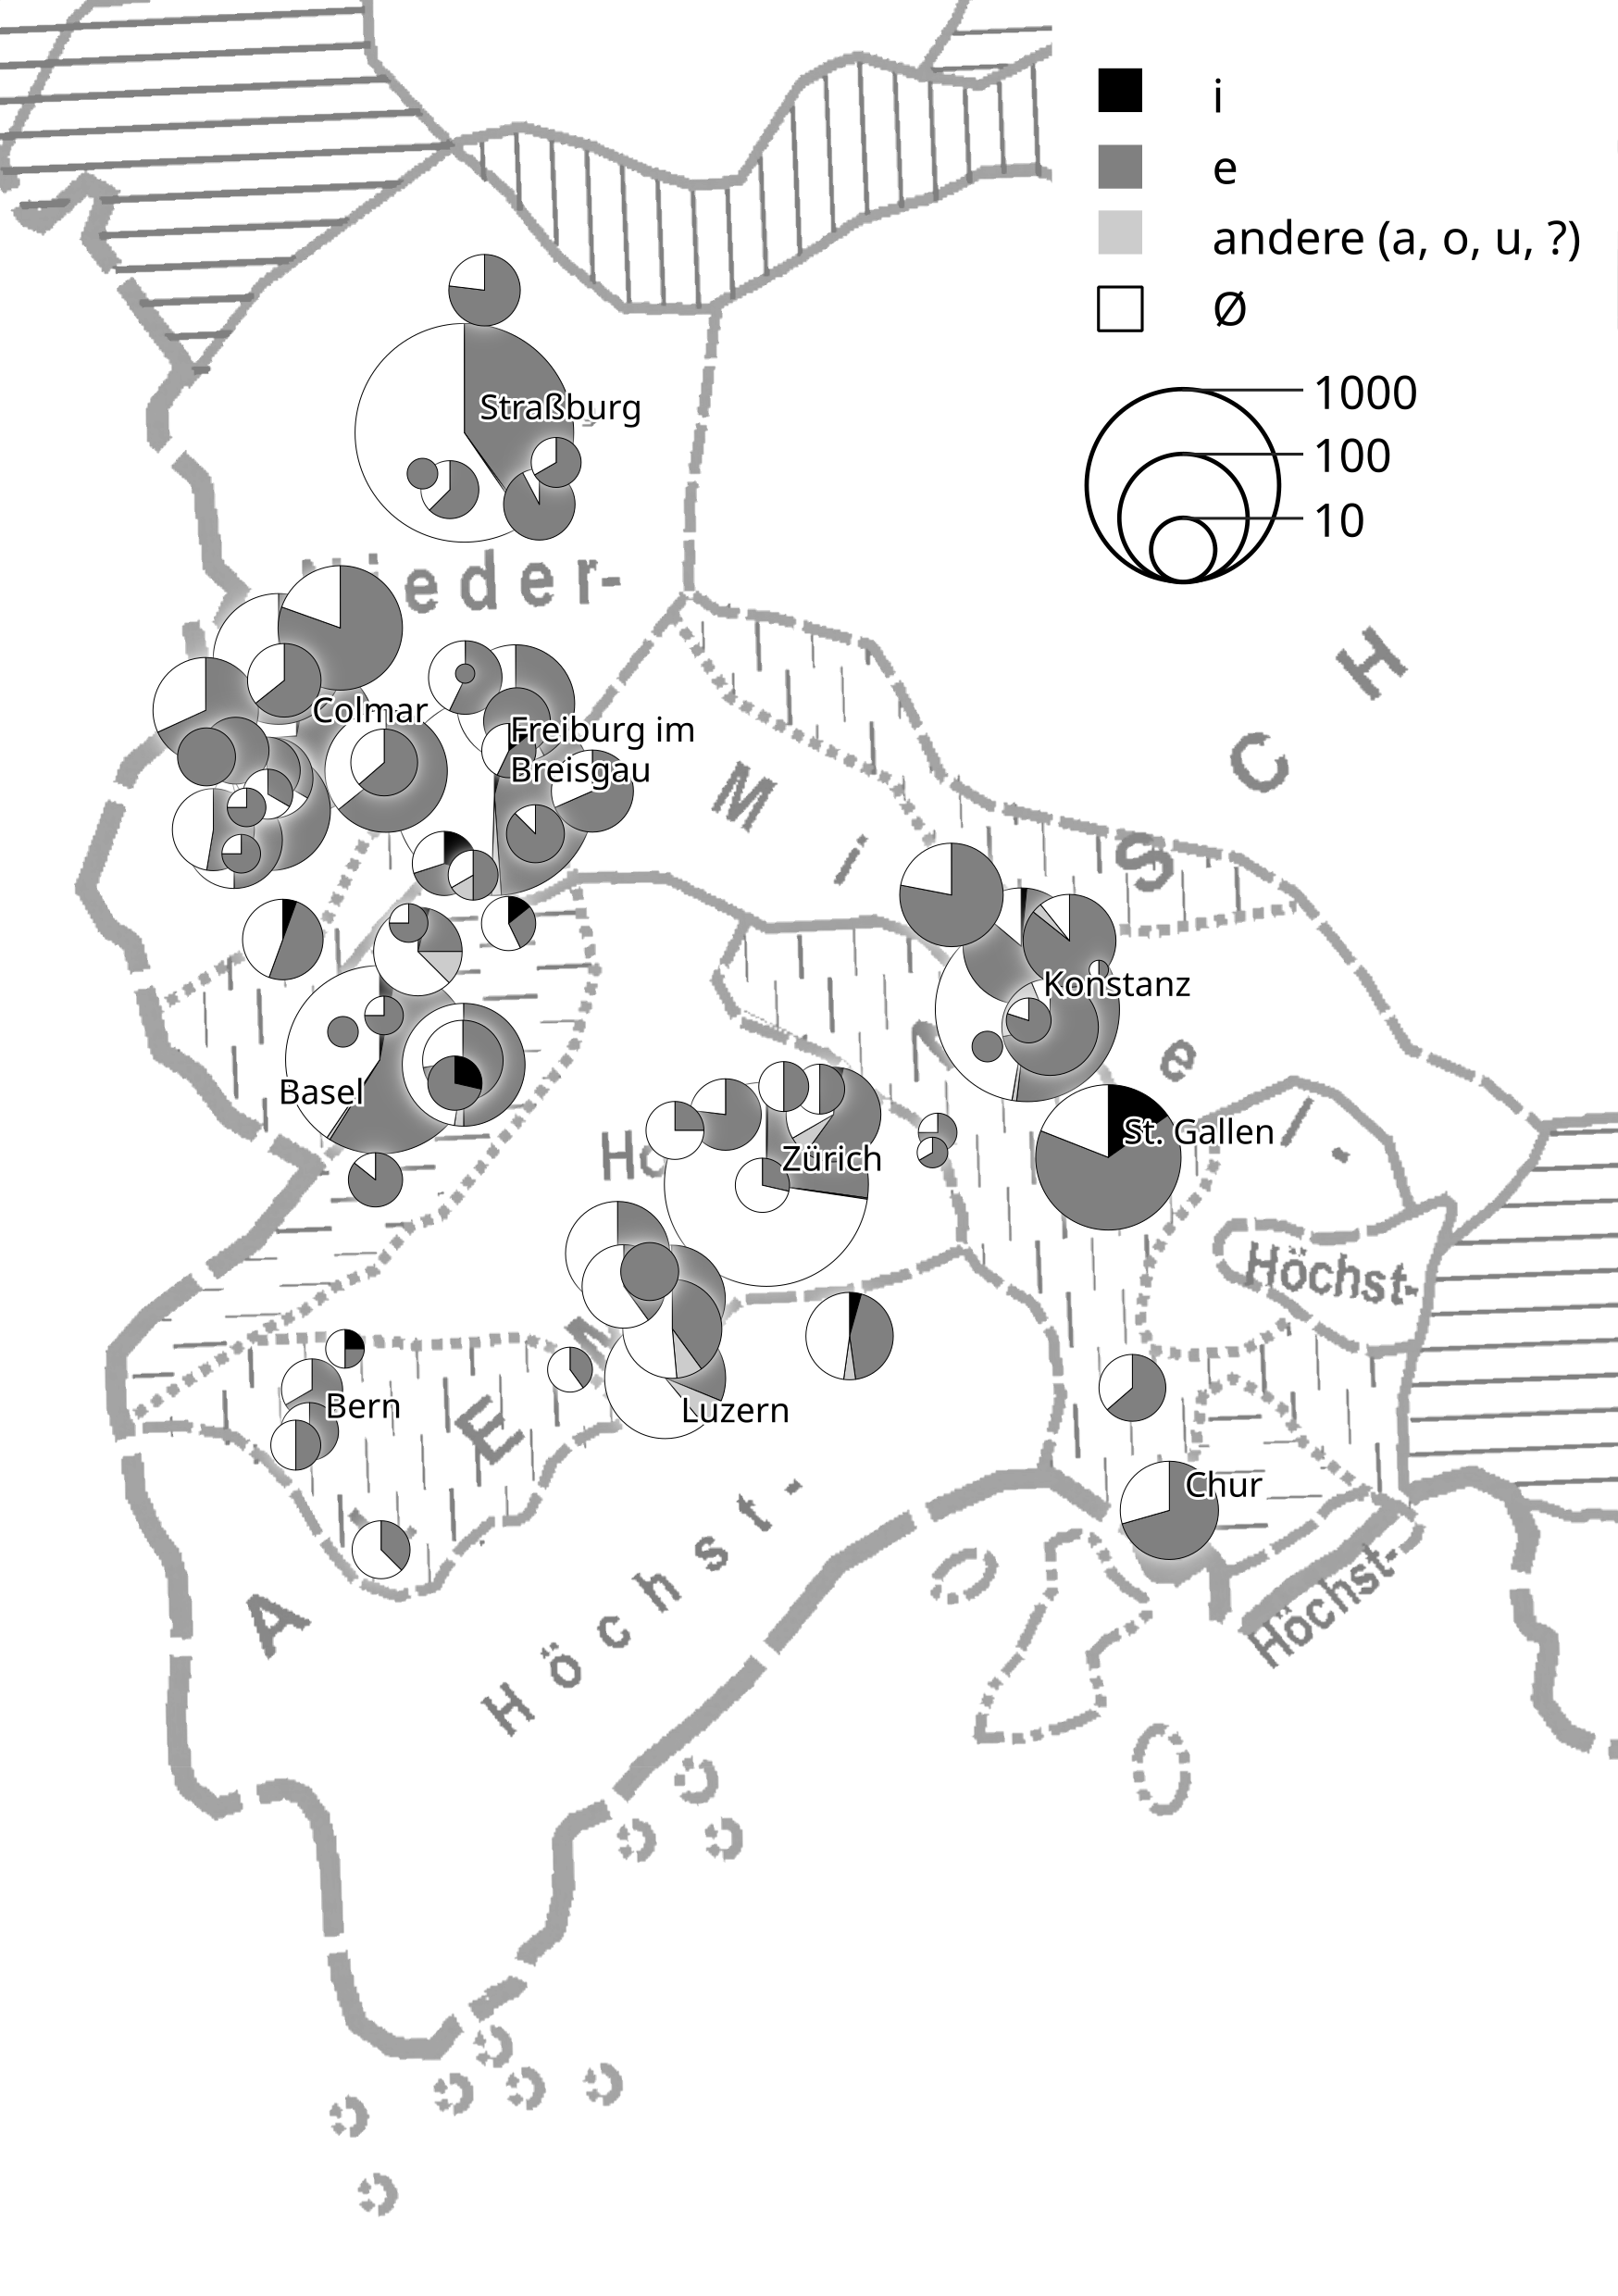 i
e
andere (a, o, u, ?)
Ø
1000
100
10
Straßburg
Nieder-
Colmar
Freiburg im
Breisgau
Konstanz
Basel
Zürich
St. Gallen
Höchst-
Bern
Luzern
Chur
Höchst-
Höchst-
M i e l .
A E M S C H